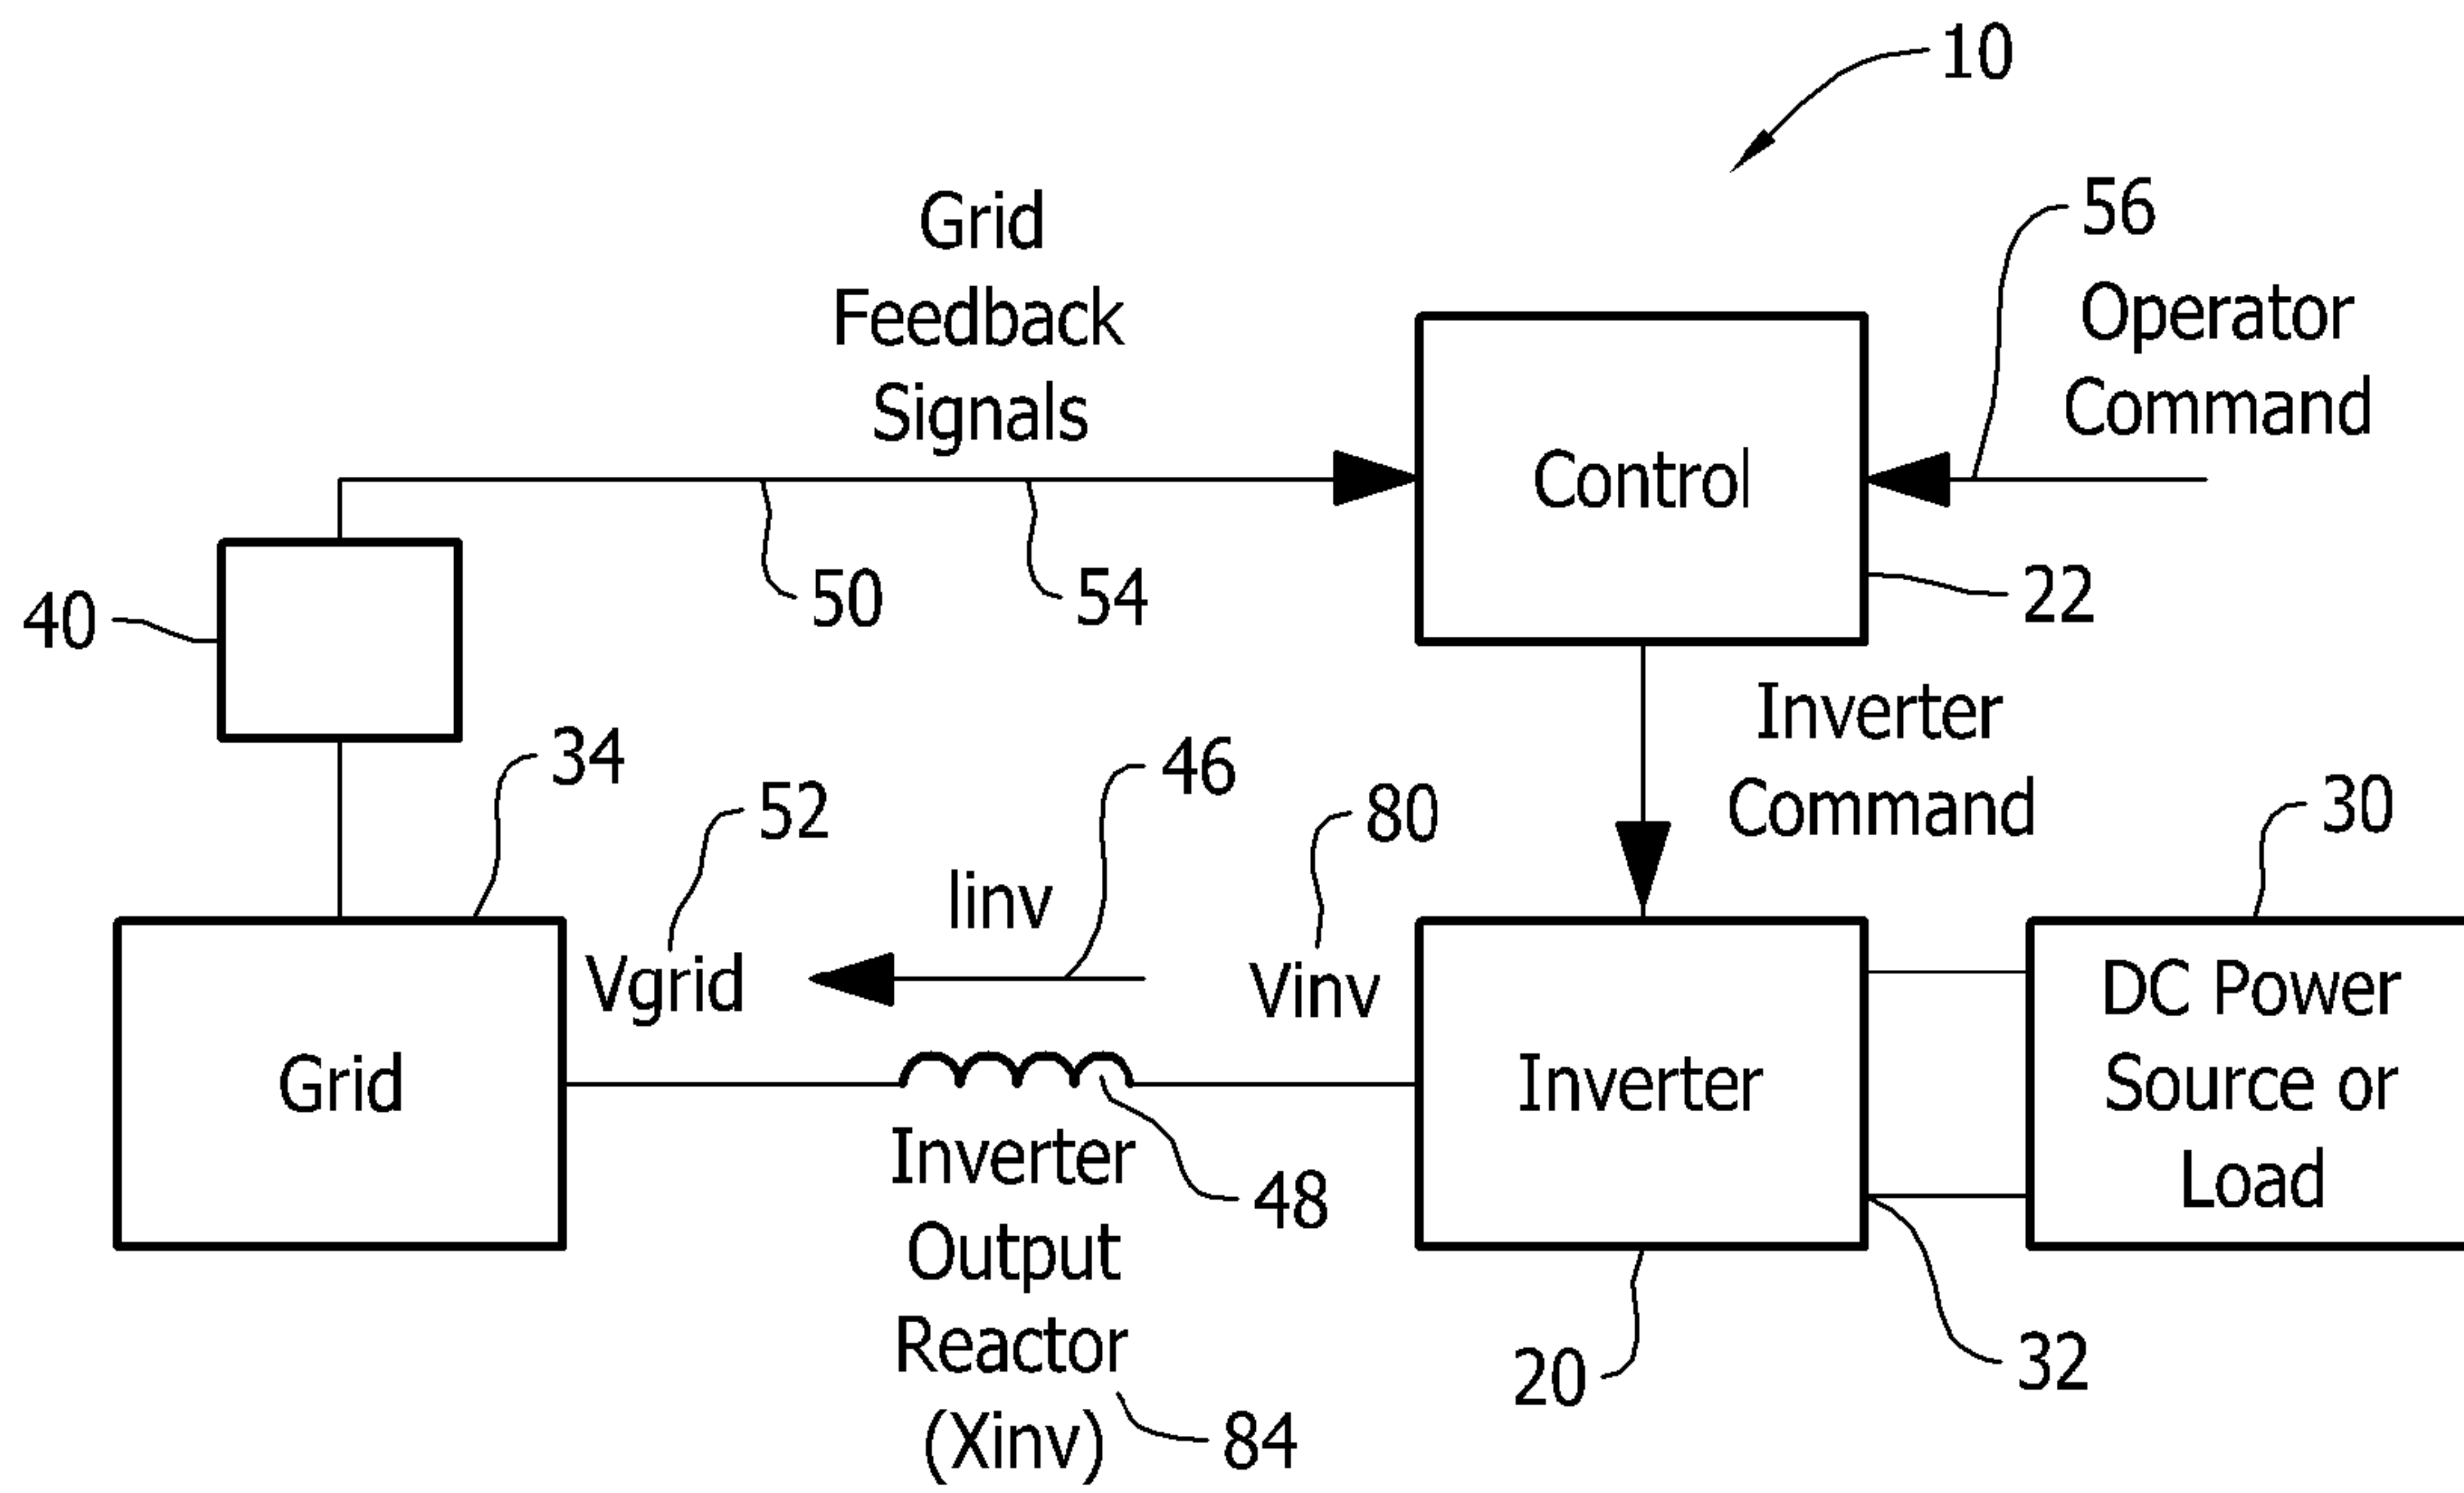 10
56
Grid
Feedback
Signals
Operator
Command
Control
50
54
22
40
34
52
46
80
Inverter
Command
30
Iinv
Vgrid
Vinv
Grid
Inverter
DC Power
Source or
Load
Inverter
Output
Reactor
(Xinv)
48
20
32
84